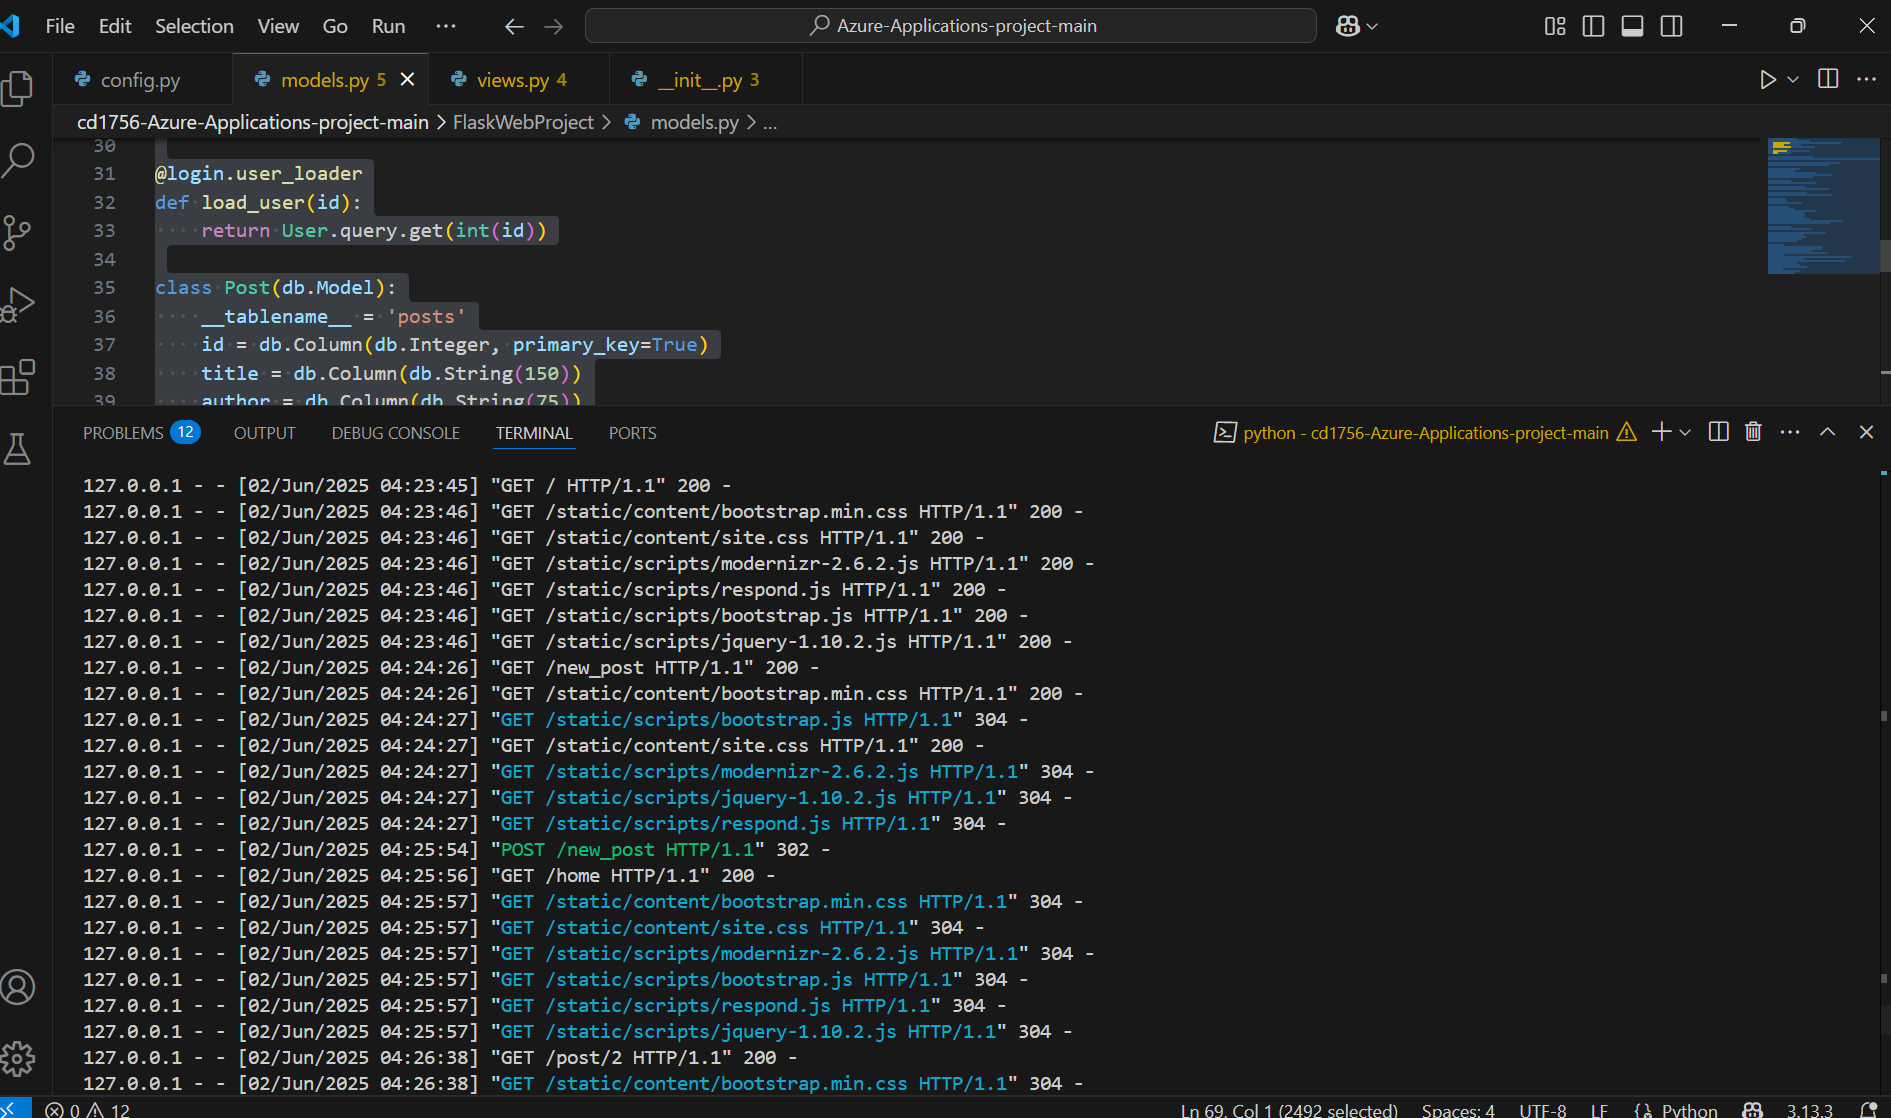 File Edit Selection View Go Run ··· Azure-Applications-project-main
config.py models.py 5 views.py 4 __init__.py 3
cd1756-Azure-Applications-project-main > FlaskWebProject > models.py > ...
30
31 @login.user_loader
32 def load_user(id):
33 return User.query.get(int(id))
34
35 class Post(db.Model):
36 __tablename__ = 'posts'
37 id = db.Column(db.Integer, primary_key=True)
38 title = db.Column(db.String(150))
39 author = db.Column(db.String(75))
PROBLEMS 12 OUTPUT DEBUG CONSOLE TERMINAL PORTS python - cd1756-Azure-Applications-project-main
127.0.0.1 - - [02/Jun/2025 04:23:45] "GET / HTTP/1.1" 200 -
127.0.0.1 - - [02/Jun/2025 04:23:46] "GET /static/content/bootstrap.min.css HTTP/1.1" 200 -
127.0.0.1 - - [02/Jun/2025 04:23:46] "GET /static/content/site.css HTTP/1.1" 200 -
127.0.0.1 - - [02/Jun/2025 04:23:46] "GET /static/scripts/modernizr-2.6.2.js HTTP/1.1" 200 -
127.0.0.1 - - [02/Jun/2025 04:23:46] "GET /static/scripts/respond.js HTTP/1.1" 200 -
127.0.0.1 - - [02/Jun/2025 04:23:46] "GET /static/scripts/bootstrap.js HTTP/1.1" 200 -
127.0.0.1 - - [02/Jun/2025 04:23:46] "GET /static/scripts/jquery-1.10.2.js HTTP/1.1" 200 -
127.0.0.1 - - [02/Jun/2025 04:24:26] "GET /new_post HTTP/1.1" 200 -
127.0.0.1 - - [02/Jun/2025 04:24:26] "GET /static/content/bootstrap.min.css HTTP/1.1" 200 -
127.0.0.1 - - [02/Jun/2025 04:24:27] "GET /static/scripts/bootstrap.js HTTP/1.1" 304 -
127.0.0.1 - - [02/Jun/2025 04:24:27] "GET /static/content/site.css HTTP/1.1" 200 -
127.0.0.1 - - [02/Jun/2025 04:24:27] "GET /static/scripts/modernizr-2.6.2.js HTTP/1.1" 304 -
127.0.0.1 - - [02/Jun/2025 04:24:27] "GET /static/scripts/jquery-1.10.2.js HTTP/1.1" 304 -
127.0.0.1 - - [02/Jun/2025 04:24:27] "GET /static/scripts/respond.js HTTP/1.1" 304 -
127.0.0.1 - - [02/Jun/2025 04:25:54] "POST /new_post HTTP/1.1" 302 -
127.0.0.1 - - [02/Jun/2025 04:25:56] "GET /home HTTP/1.1" 200 -
127.0.0.1 - - [02/Jun/2025 04:25:57] "GET /static/content/bootstrap.min.css HTTP/1.1" 304 -
127.0.0.1 - - [02/Jun/2025 04:25:57] "GET /static/content/site.css HTTP/1.1" 304 -
127.0.0.1 - - [02/Jun/2025 04:25:57] "GET /static/scripts/modernizr-2.6.2.js HTTP/1.1" 304 -
127.0.0.1 - - [02/Jun/2025 04:25:57] "GET /static/scripts/bootstrap.js HTTP/1.1" 304 -
127.0.0.1 - - [02/Jun/2025 04:25:57] "GET /static/scripts/respond.js HTTP/1.1" 304 -
127.0.0.1 - - [02/Jun/2025 04:25:57] "GET /static/scripts/jquery-1.10.2.js HTTP/1.1" 304 -
127.0.0.1 - - [02/Jun/2025 04:26:38] "GET /post/2 HTTP/1.1" 200 -
127.0.0.1 - - [02/Jun/2025 04:26:38] "GET /static/content/bootstrap.min.css HTTP/1.1" 304 -
0 12 Ln 69, Col 1 (2492 selected) Spaces: 4 UTF-8 LF {} Python 3.13.3